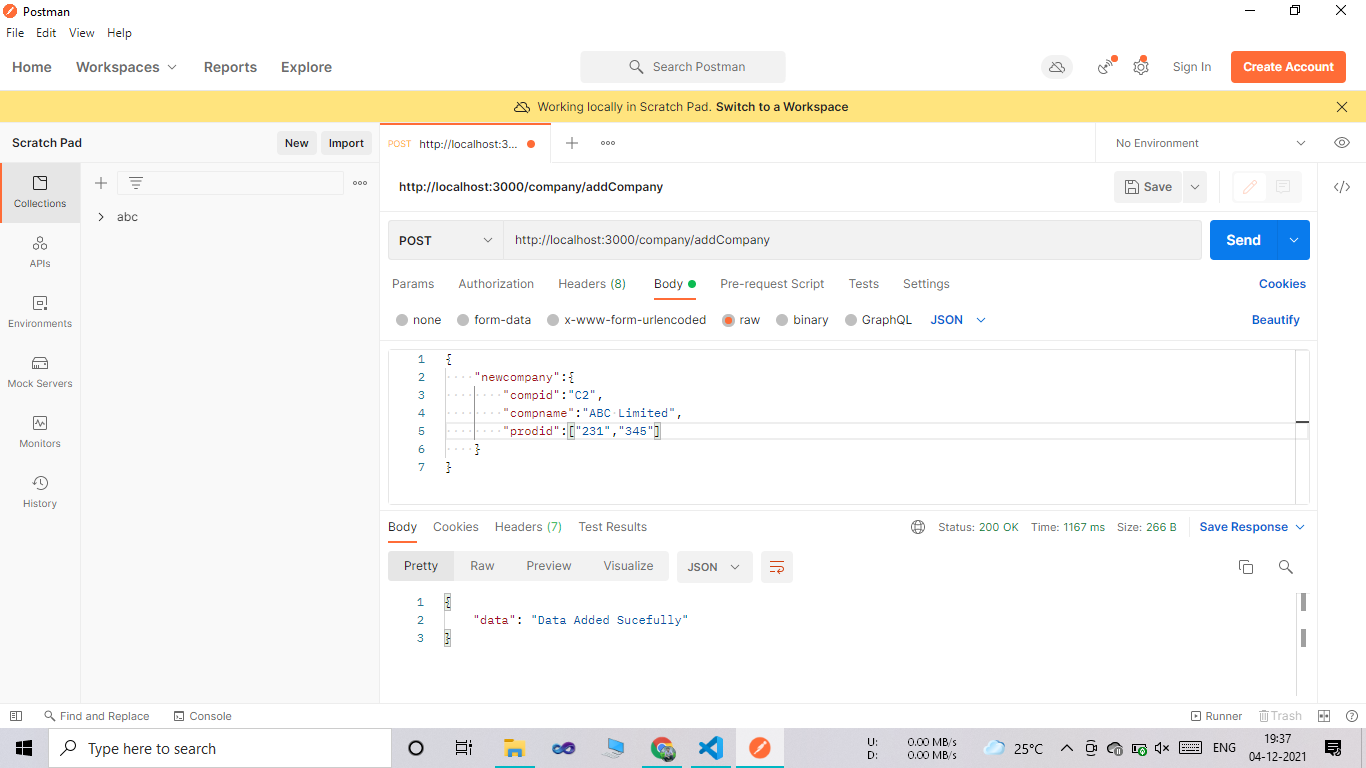 Postman
File Edit View Help
Home Workspaces Reports Explore Search Postman Sign In Create Account
Working locally in Scratch Pad. Switch to a Workspace
Scratch Pad New Import POST http://localhost:3... No Environment
http://localhost:3000/company/addCompany Save
Collections
abc
APIs
Environments
Mock Servers
Monitors
History
POST http://localhost:3000/company/addCompany Send
Params Authorization Headers (8) Body Pre-request Script Tests Settings Cookies
none form-data x-www-form-urlencoded raw binary GraphQL JSON Beautify
1 {
2 "newcompany":{
3 "compid":"C2",
4 "compname":"ABC Limited",
5 "prodid":["231","345"]
6 }
7 }
Body Cookies Headers (7) Test Results Status: 200 OK Time: 1167 ms Size: 266 B Save Response
Pretty Raw Preview Visualize JSON
1 {
2 "data": "Data Added Sucefully"
3 }
Find and Replace Console Runner Trash
Type here to search
U: 0.00 MB/s
D: 0.00 MB/s
25°C ENG
19:37
04-12-2021